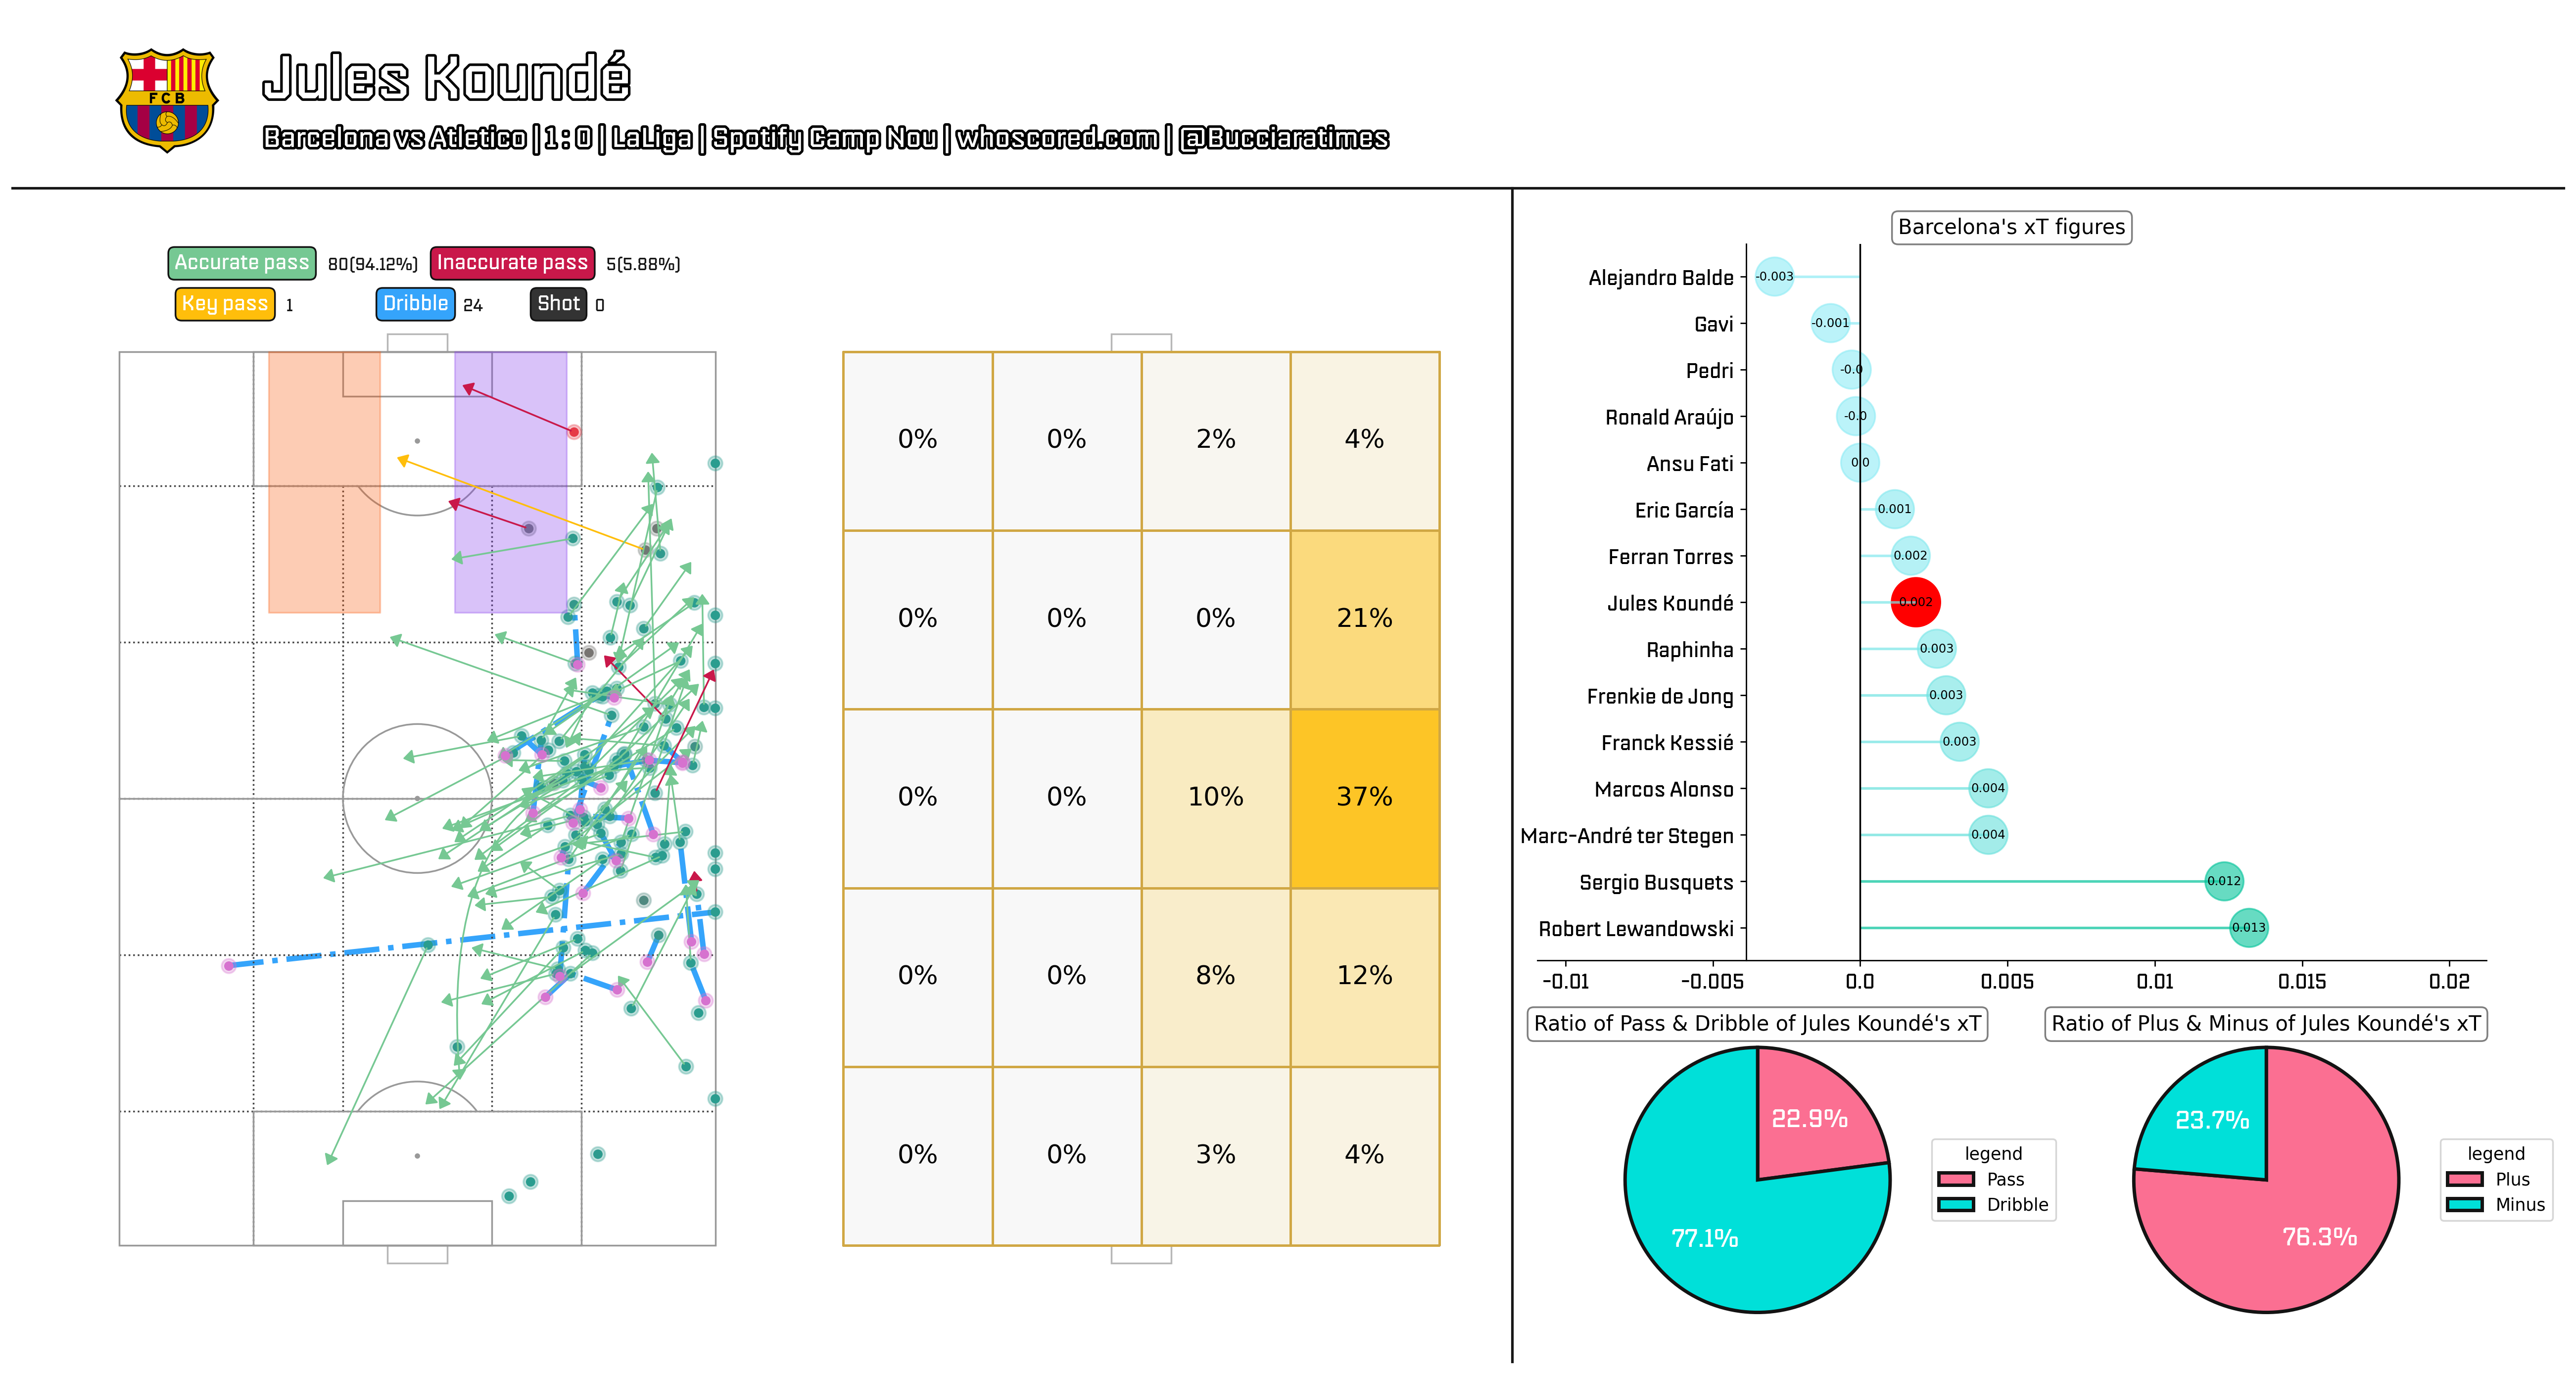 FCB
Jules Koundé
Barcelona vs Atletico | 1 : 0 | LaLiga | Spotify Camp Nou | whoscored.com | @Bucciaratimes
Accurate pass 80(94.12%) Inaccurate pass 5(5.88%)
Key pass 1 Dribble 24 Shot 0
0% 0% 2% 4%
0% 0% 0% 21%
0% 0% 10% 37%
0% 0% 8% 12%
0% 0% 3% 4%
Barcelona's xT figures
Alejandro Balde -0.003
Gavi -0.001
Pedri -0.0
Ronald Araújo -0.0
Ansu Fati 0.0
Eric García 0.001
Ferran Torres 0.002
Jules Koundé 0.002
Raphinha 0.003
Frenkie de Jong 0.003
Franck Kessié 0.003
Marcos Alonso 0.004
Marc-André ter Stegen 0.004
Sergio Busquets 0.012
Robert Lewandowski 0.013
-0.01 -0.005 0.0 0.005 0.01 0.015 0.02
Ratio of Pass & Dribble of Jules Koundé's xT
22.9%
77.1%
legend
Pass
Dribble
Ratio of Plus & Minus of Jules Koundé's xT
23.7%
76.3%
legend
Plus
Minus